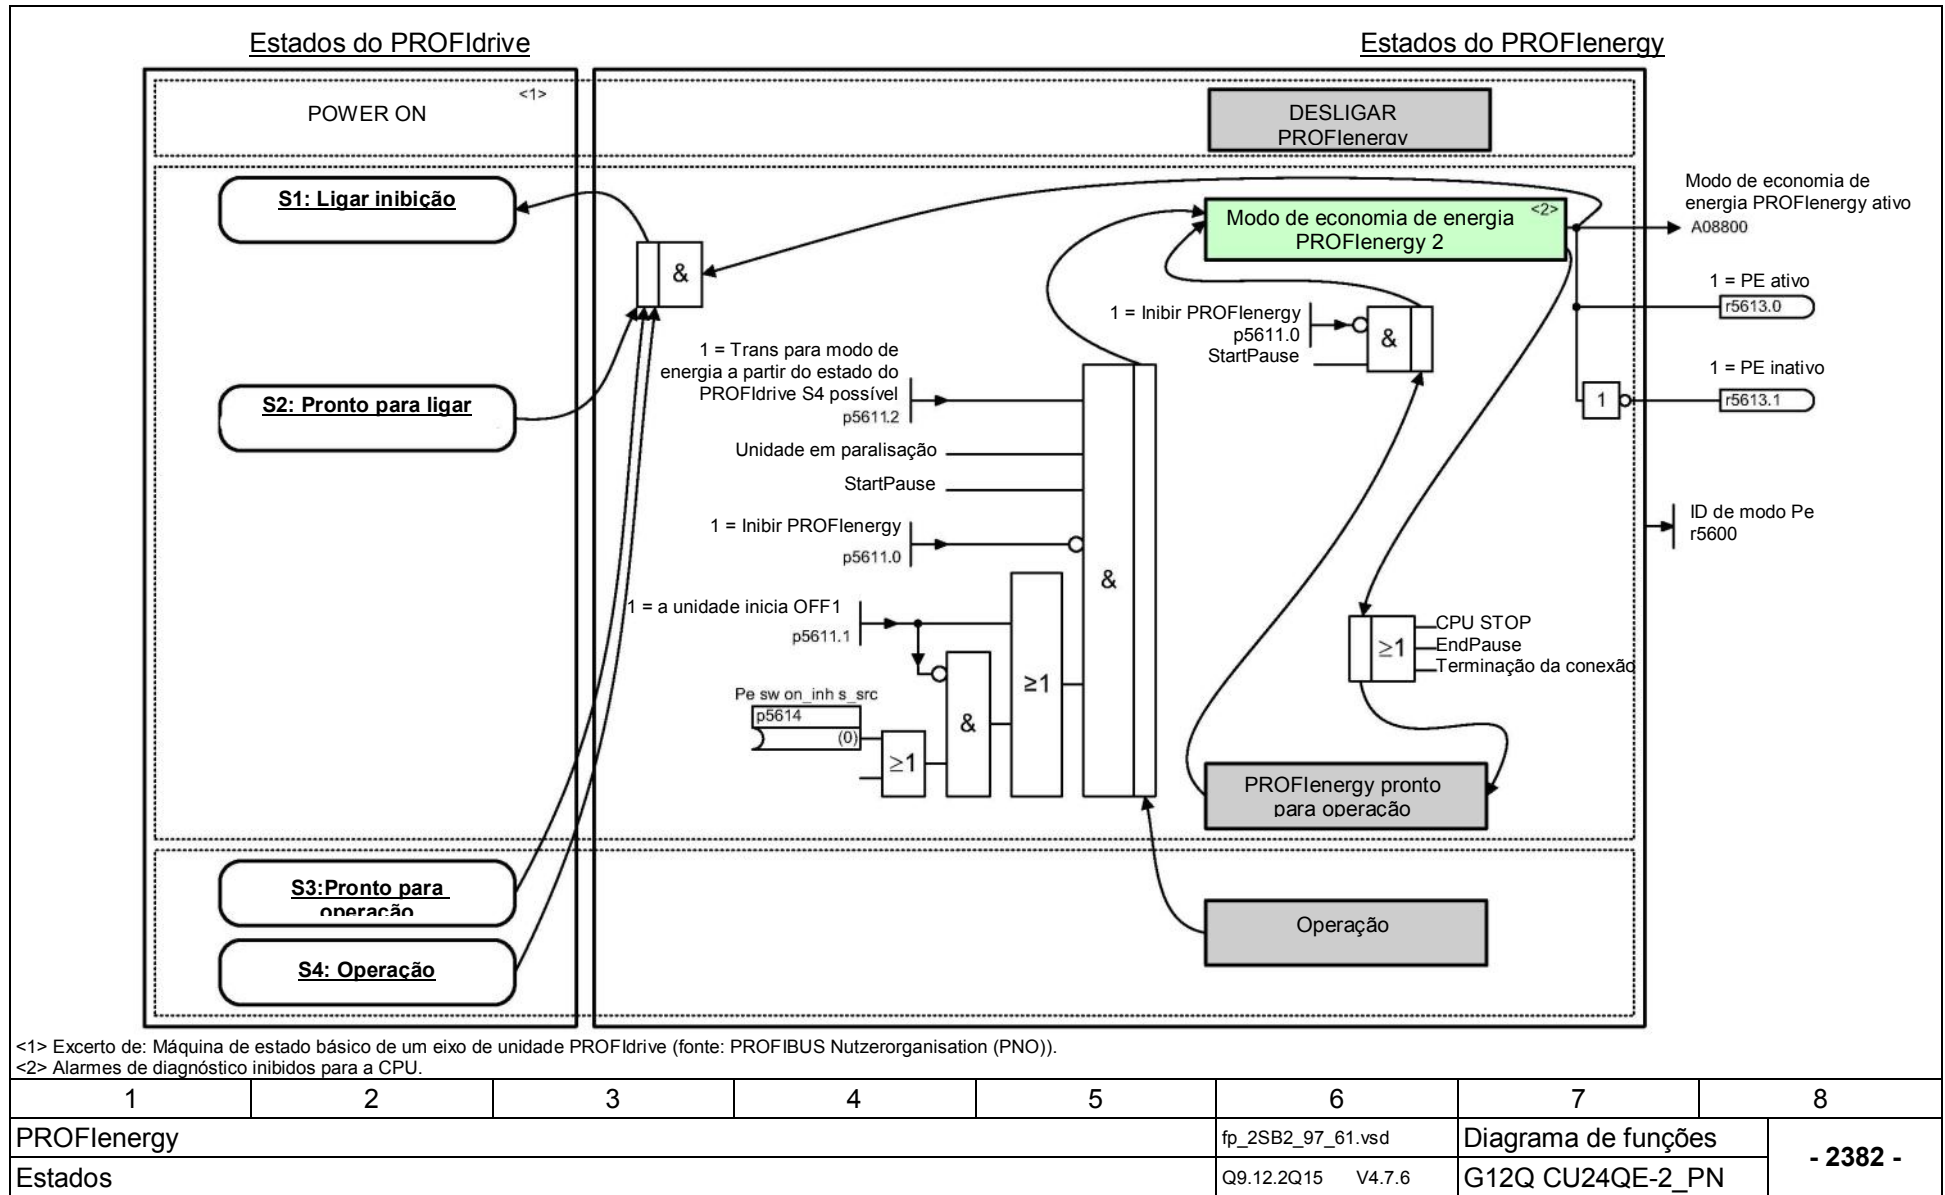 Estados do PROFIdrive
Estados do PROFIenergy
POWER ON
<1>
DESLIGAR
PROFIenergy
S1: Ligar inibição
Modo de economia de energia
PROFIenergy 2
<2>
Modo de economia de
energia PROFIenergy ativo
A08800
&
1 = PE ativo
r5613.0
1 = Inibir PROFIenergy
p5611.0
StartPause
&
1 = Trans para modo de
energia a partir do estado do
PROFIdrive S4 possível
p5611.2
1 = PE inativo
1
r5613.1
S2: Pronto para ligar
Unidade em paralisação
StartPause
1 = Inibir PROFIenergy
p5611.0
ID de modo Pe
r5600
&
1 = a unidade inicia OFF1
p5611.1
≥1
CPU STOP
EndPause
Terminação da conexão
≥1
Pe sw on_inh s_src
p5614
(0)
&
≥1
PROFIenergy pronto
para operação
S3:Pronto para
operação
Operação
S4: Operação
<1> Excerto de: Máquina de estado básico de um eixo de unidade PROFIdrive (fonte: PROFIBUS Nutzerorganisation (PNO)).
<2> Alarmes de diagnóstico inibidos para a CPU.
1 2 3 4 5 6 7 8
PROFIenergy
fp_2SB2_97_61.vsd
Diagrama de funções
- 2382 -
Estados
Q9.12.2Q15 V4.7.6
G12Q CU24QE-2_PN